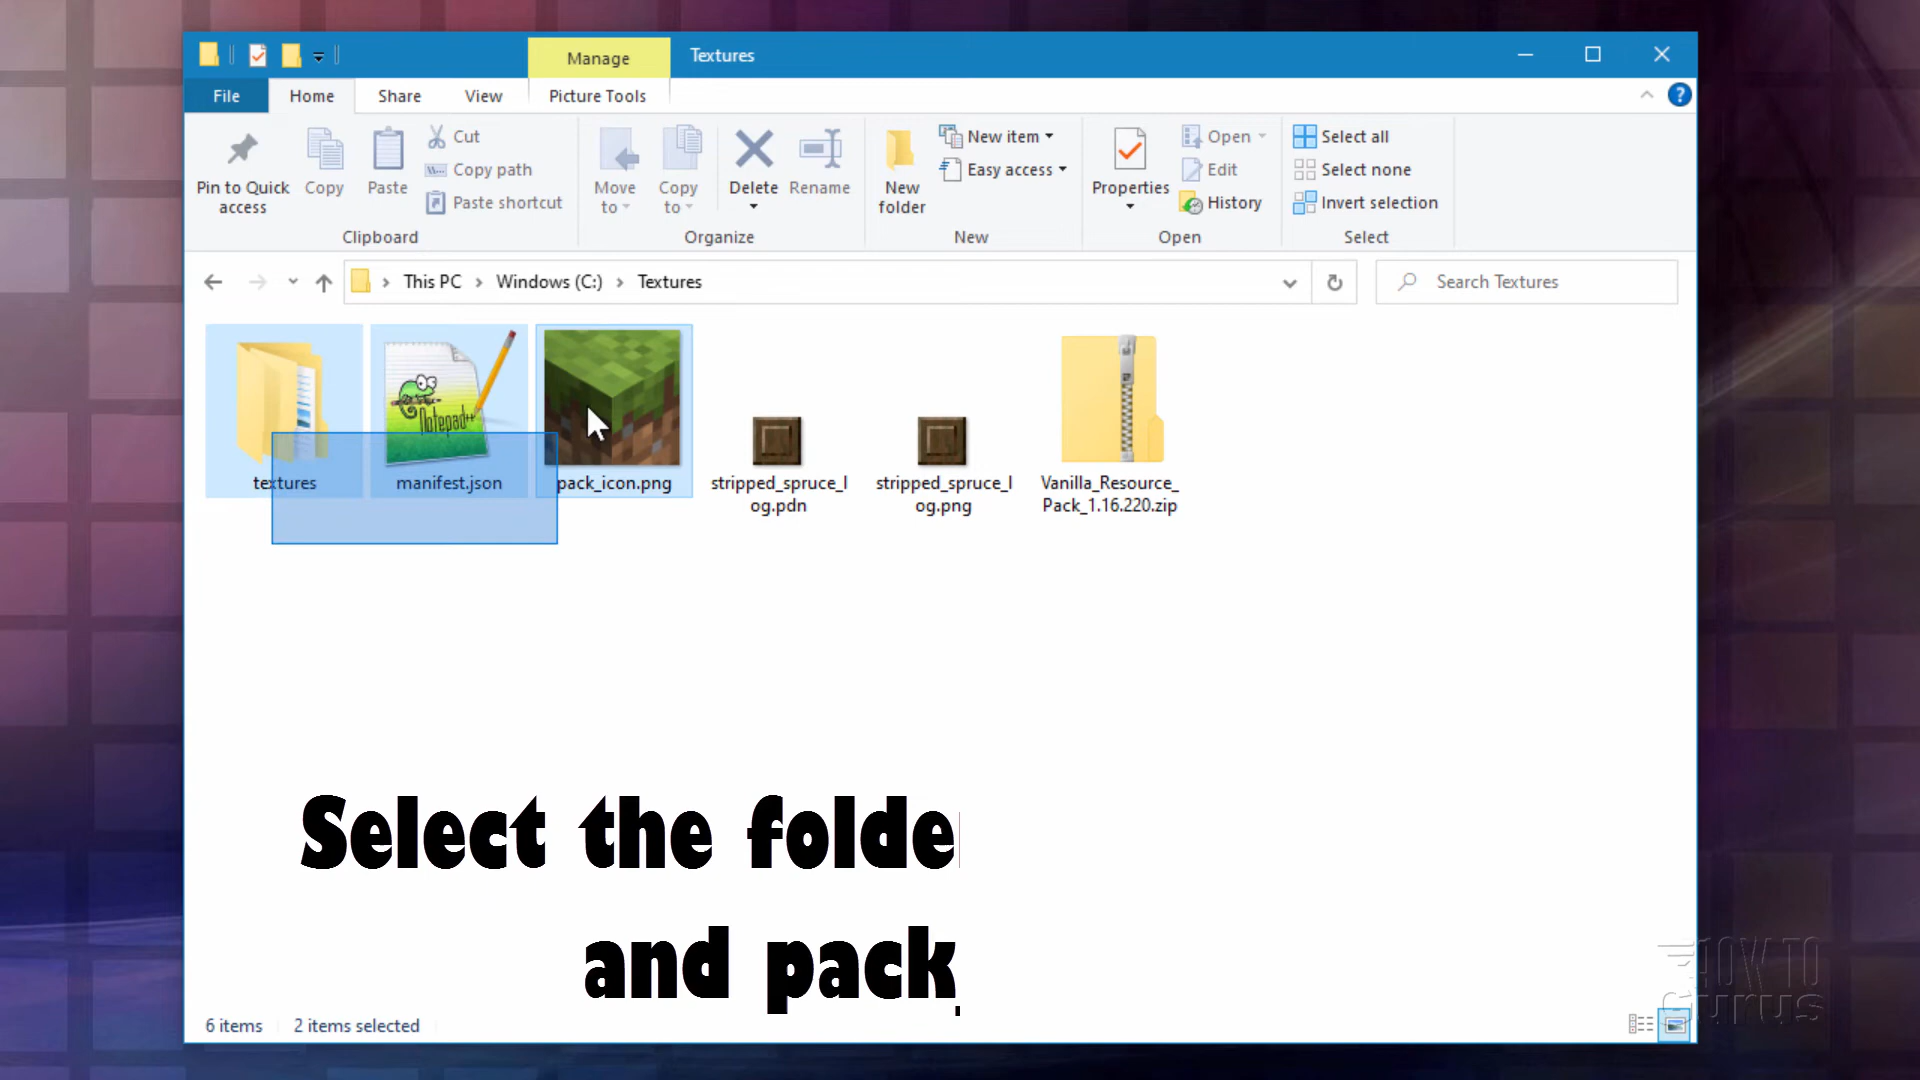 Manage
Textures
File
Home
Share
View
Picture Tools
?
Pin to Quick access
Copy
Paste
Cut
Copy path
Paste shortcut
Clipboard
Move to
Copy to
Delete
Rename
Organize
New folder
New item
Easy access
New
Properties
Open
Edit
History
Open
Select all
Select none
Invert selection
Select
This PC > Windows (C:) > Textures
Search Textures
Notepad++
textures
manifest.json
pack_icon.png
stripped_spruce_l
og.pdn
stripped_spruce_l
og.png
Vanilla_Resource_
Pack_1.16.220.zip
Select the folde
and pack
6 items
2 items selected
HOW TO
Gurus